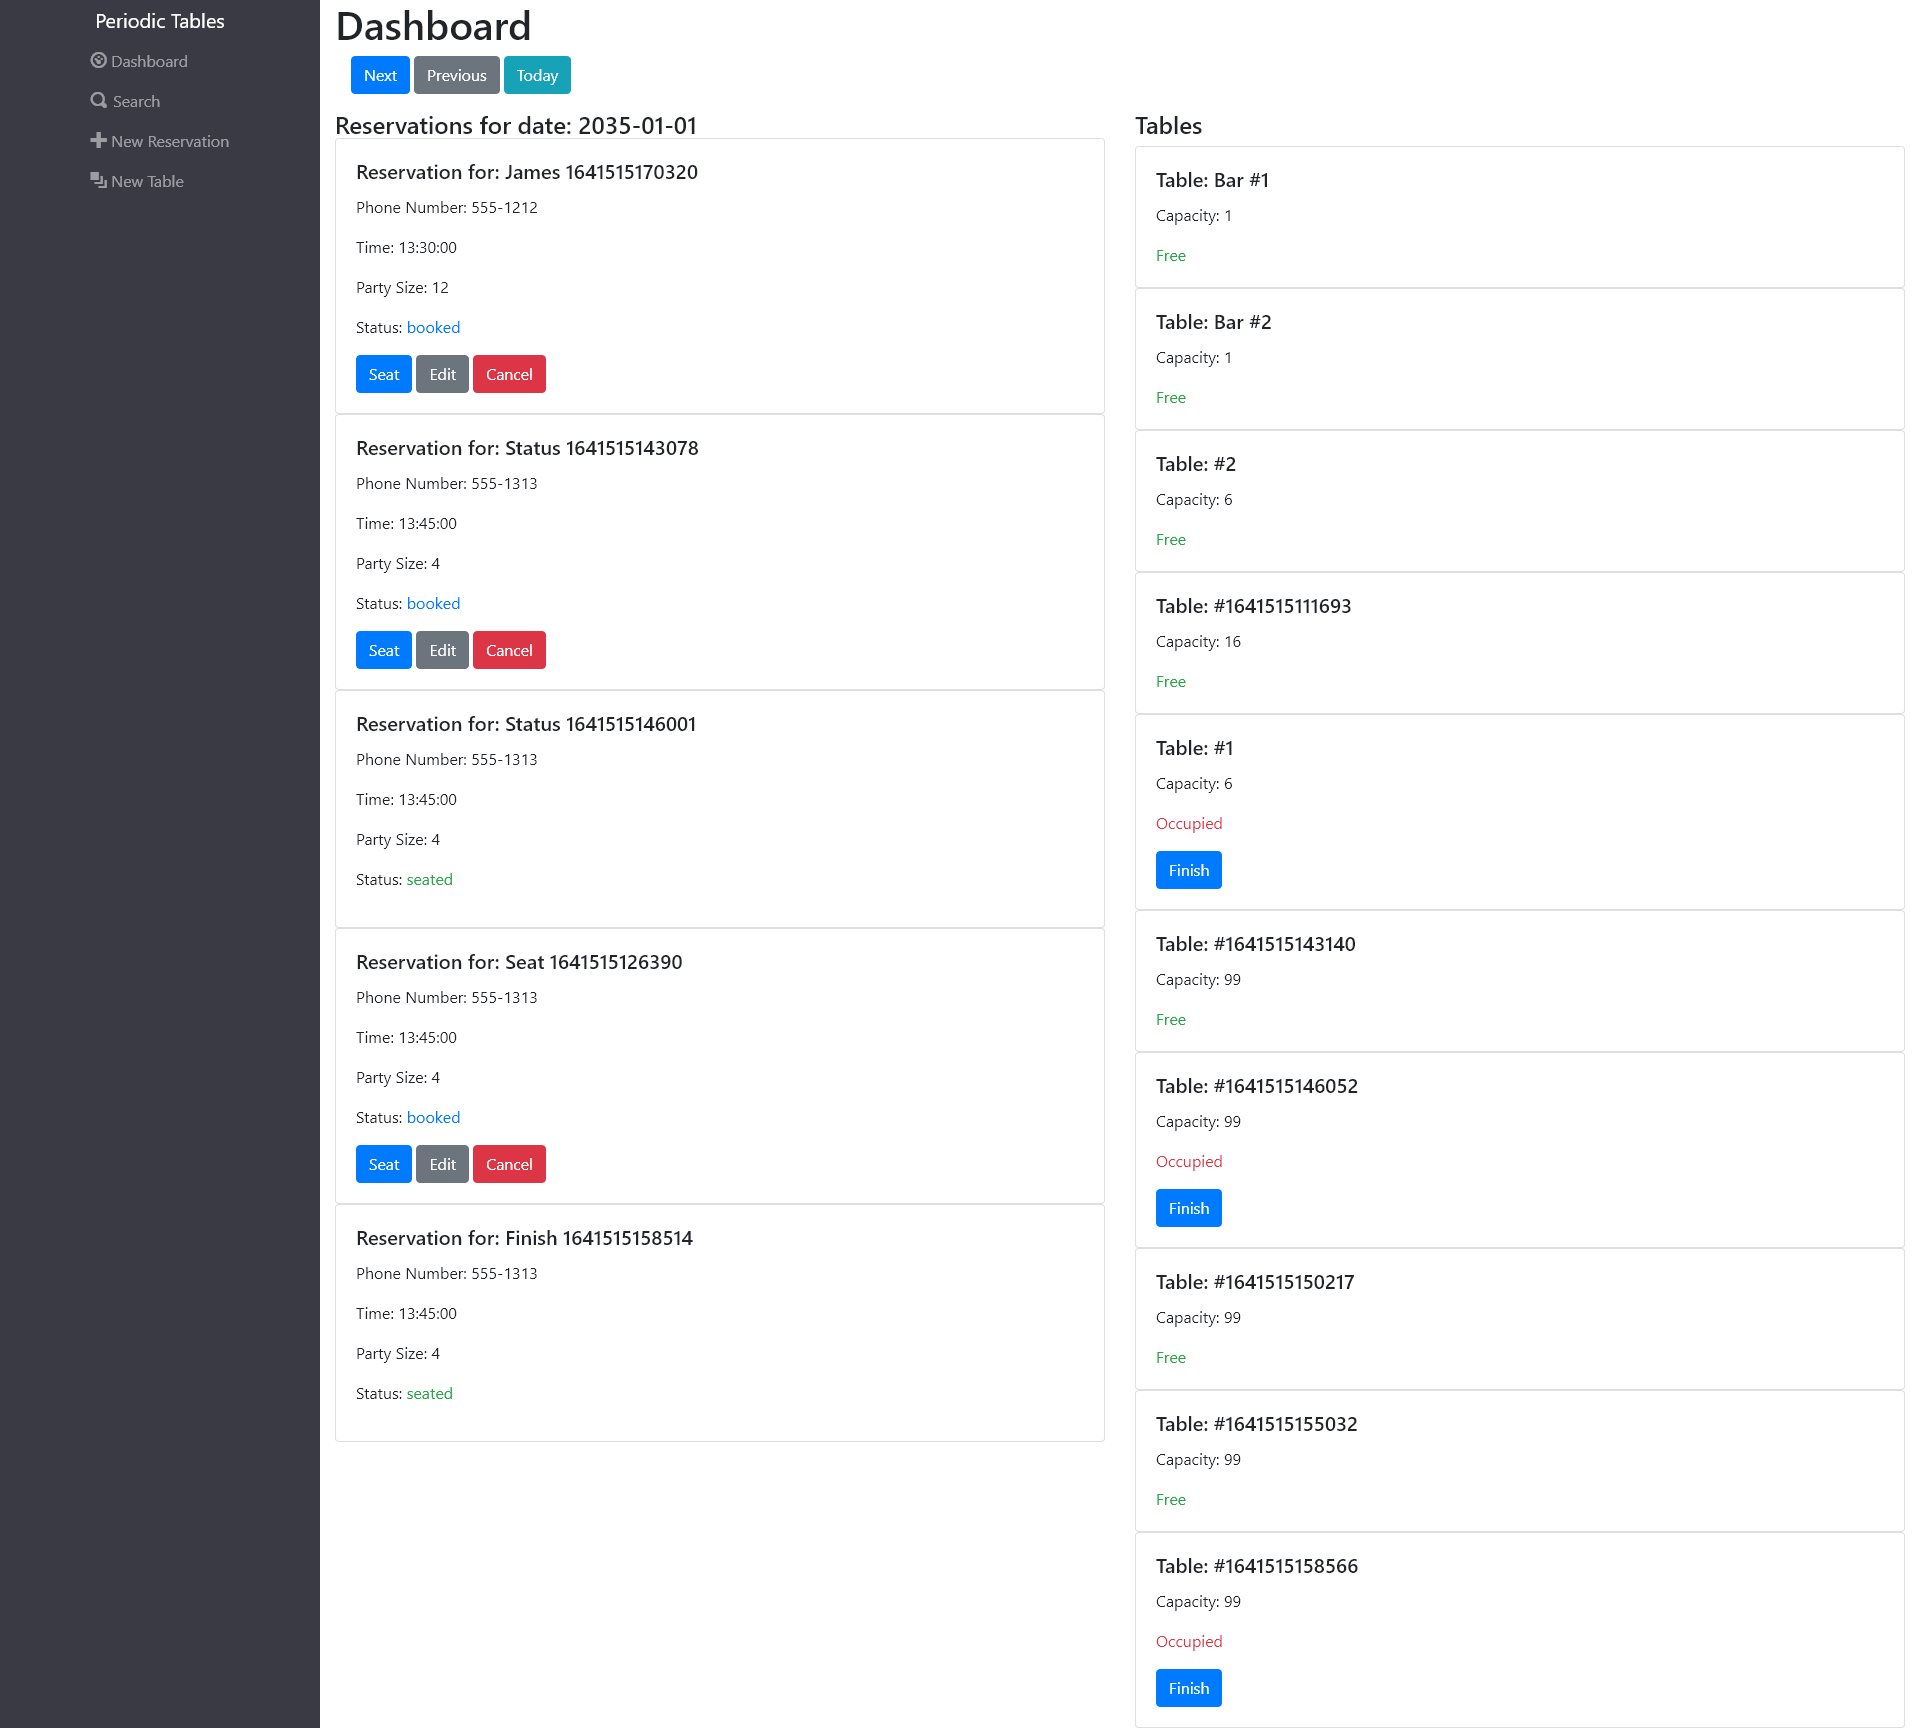 Periodic Tables
Dashboard
Search
New Reservation
New Table
Dashboard
Next Previous Today
Reservations for date: 2035-01-01
Reservation for: James 1641515170320
Phone Number: 555-1212
Time: 13:30:00
Party Size: 12
Status: booked
Seat Edit Cancel
Reservation for: Status 1641515143078
Phone Number: 555-1313
Time: 13:45:00
Party Size: 4
Status: booked
Seat Edit Cancel
Reservation for: Status 1641515146001
Phone Number: 555-1313
Time: 13:45:00
Party Size: 4
Status: seated
Reservation for: Seat 1641515126390
Phone Number: 555-1313
Time: 13:45:00
Party Size: 4
Status: booked
Seat Edit Cancel
Reservation for: Finish 1641515158514
Phone Number: 555-1313
Time: 13:45:00
Party Size: 4
Status: seated
Tables
Table: Bar #1
Capacity: 1
Free
Table: Bar #2
Capacity: 1
Free
Table: #2
Capacity: 6
Free
Table: #1641515111693
Capacity: 16
Free
Table: #1
Capacity: 6
Occupied
Finish
Table: #1641515143140
Capacity: 99
Free
Table: #1641515146052
Capacity: 99
Occupied
Finish
Table: #1641515150217
Capacity: 99
Free
Table: #1641515155032
Capacity: 99
Free
Table: #1641515158566
Capacity: 99
Occupied
Finish